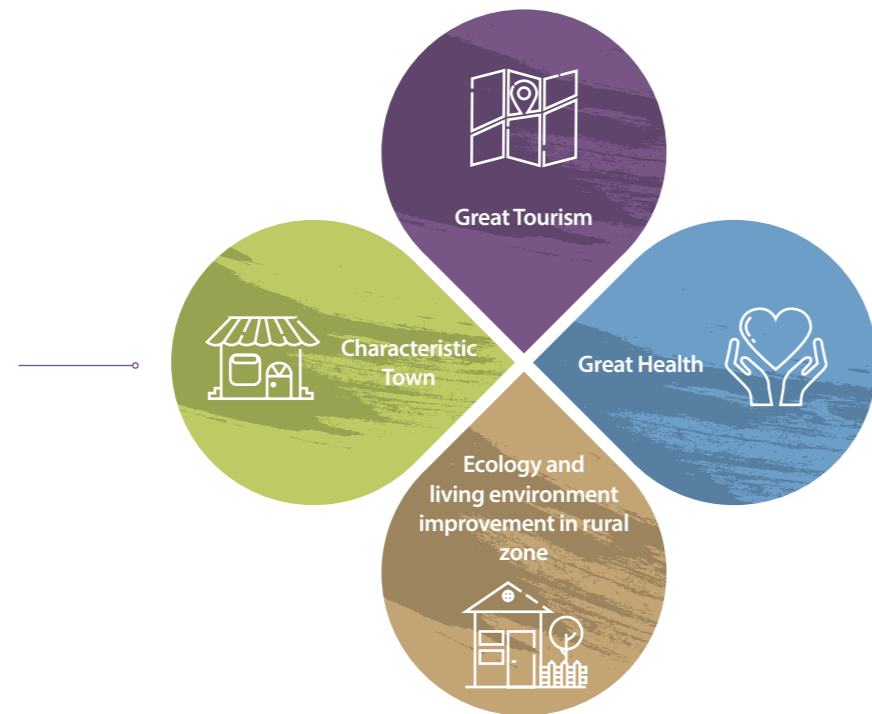 Great Tourism
Characteristic
Town
Great Health
Ecology and
living environment
improvement in rural
zone